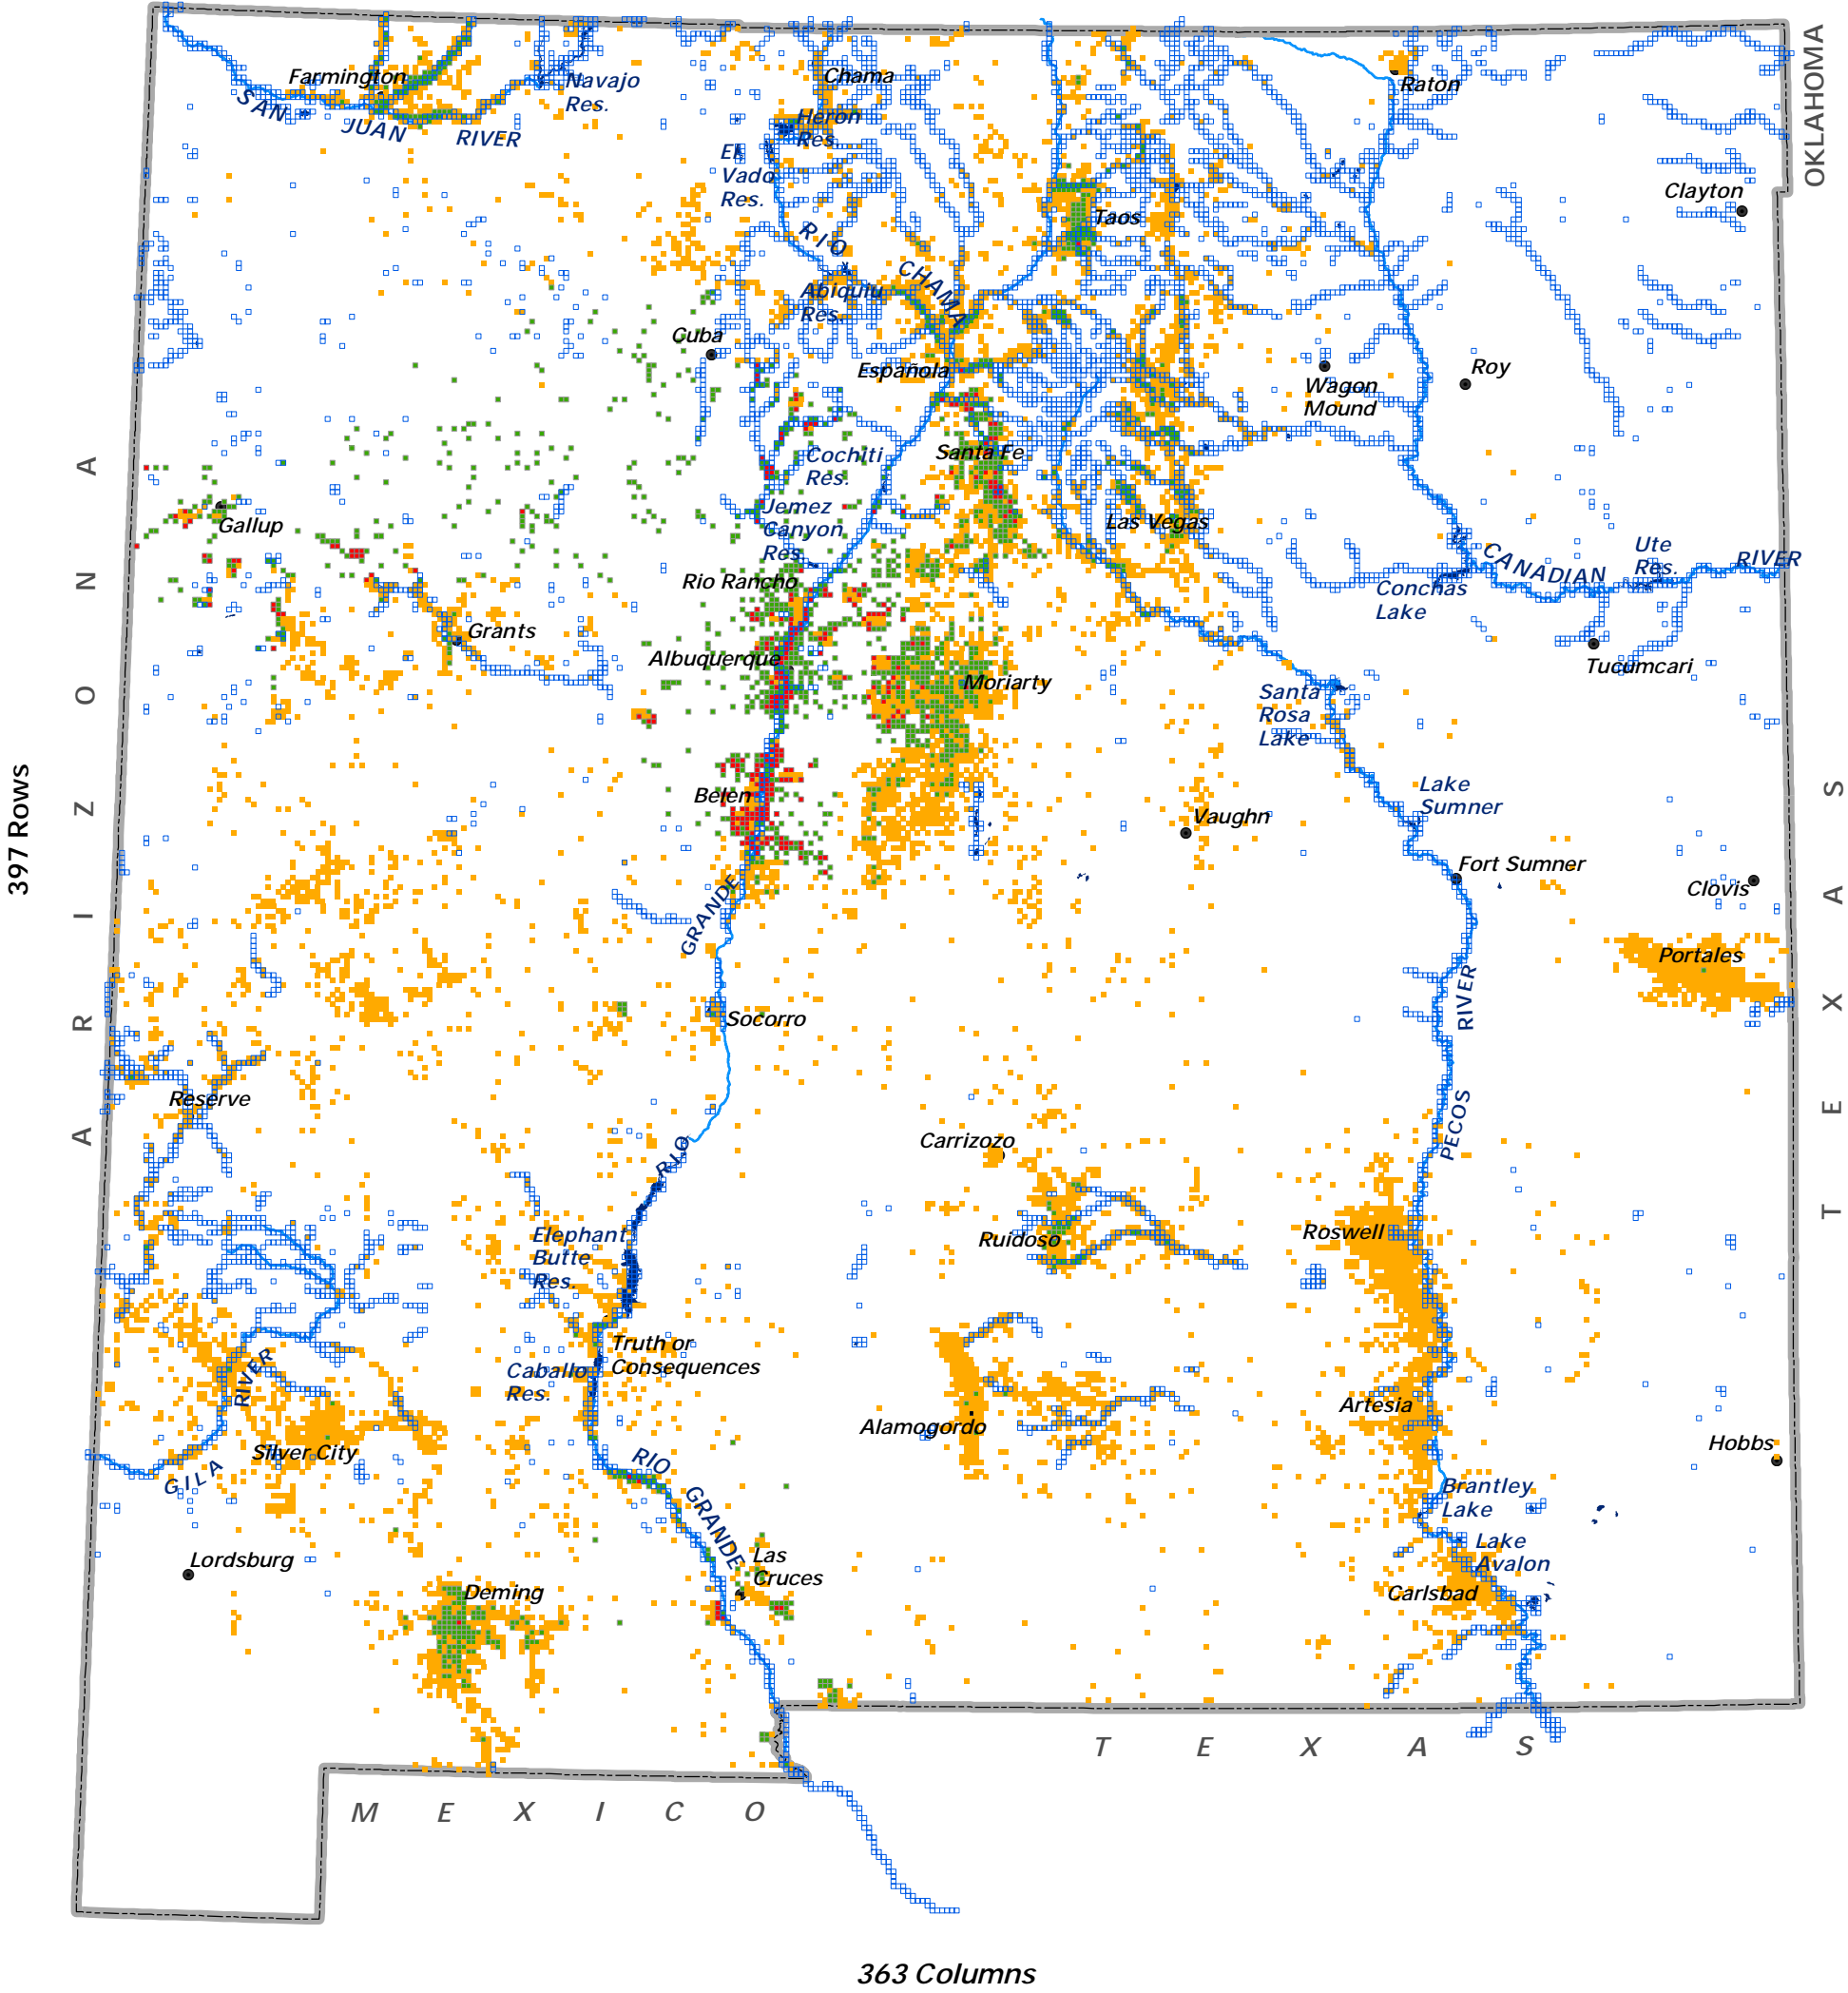 OKLAHOMA
Farmington
SAN JUAN RIVER
Navajo
Res.
Chama
Heron
Res.
El
Vado
Res.
Raton
Clayton
Taos
RIO CHAMA
Abiquiu
Res.
Cuba
Española
Wagon
Mound
Roy
Cochiti
Res.
Santa Fe
Jemez
Canyon
Res.
Gallup
Las Vegas
CANADIAN RIVER
Ute
Res.
Conchas
Lake
Rio Rancho
Grants
Albuquerque
Moriarty
Tucumcari
Santa
Rosa
Lake
ARIZONA
397 Rows
Belen
Vaughn
Lake
Sumner
Fort Sumner
Clovis
TEXAS
RIO GRANDE
Portales
Socorro
PECOS RIVER
Reserve
Carrizozo
Elephant
Butte
Res.
Ruidoso
Roswell
Truth or
Consequences
Caballo
Res.
GILA RIVER
Silver City
Alamogordo
Artesia
Hobbs
RIO GRANDE
Brantley
Lake
Lake
Avalon
Lordsburg
Las
Cruces
Deming
Carlsbad
TEXAS
MEXICO
363 Columns